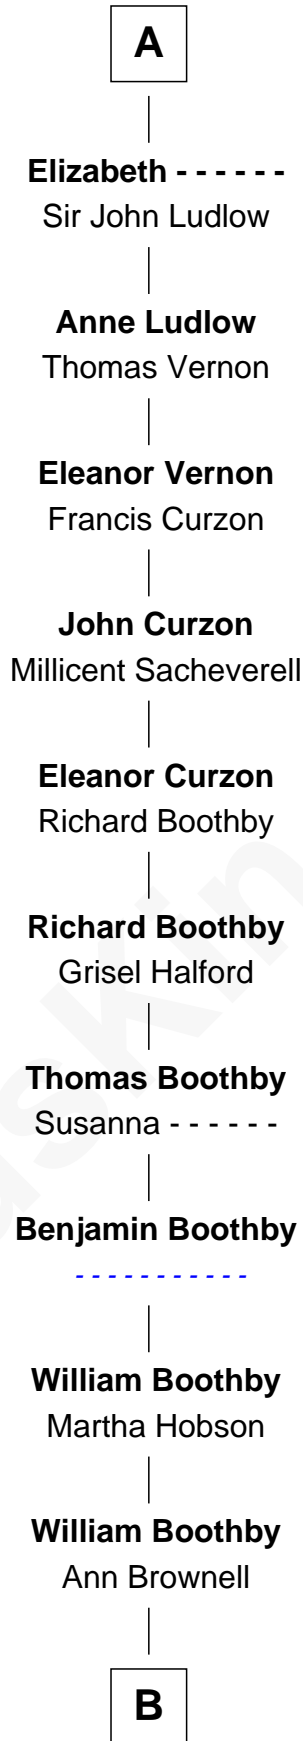 A
Elizabeth - - - - - -
Sir John Ludlow
Anne Ludlow
Thomas Vernon
Eleanor Vernon
Francis Curzon
John Curzon
Millicent Sacheverell
Eleanor Curzon
Richard Boothby
Richard Boothby
Grisel Halford
Thomas Boothby
Susanna - - - - - -
Benjamin Boothby
- - - - - - - - - - -
William Boothby
Martha Hobson
William Boothby
Ann Brownell
B